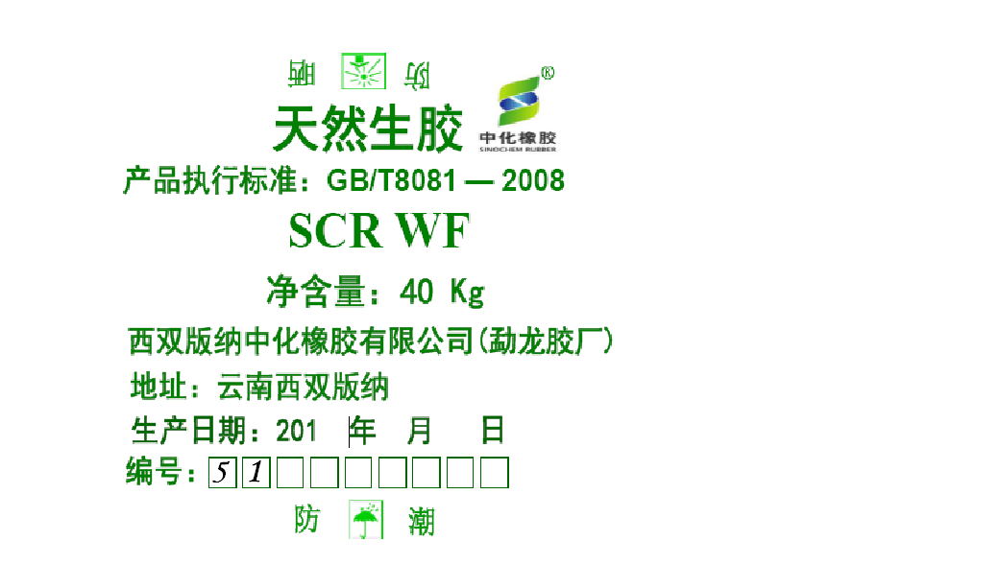 防 晒
®
天然生胶
中化橡胶
SINOCHEM RUBBER
产品执行标准：GB/T8081 — 2008
SCR WF
净含量：40 Kg
西双版纳中化橡胶有限公司(勐龙胶厂)
地址：云南西双版纳
生产日期：201 年 月 日
编号：51
防 潮